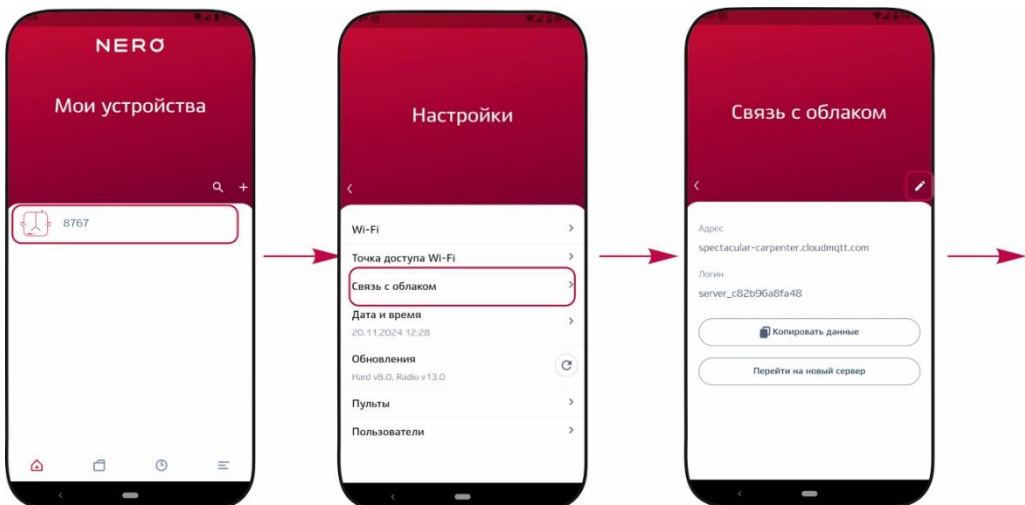 NERO
Мои устройства
8767
Настройки
Wi-Fi
Точка доступа Wi-Fi
Связь с облаком
Дата и время
20.11.2024 12:28
Обновления
Hard v8.0, Radio v13.0
Пульты
Пользователи
Связь с облаком
Адрес
spectacular-carpenter.cloudmqtt.com
Логин
server_c82b96a8fa48
Копировать данные
Перейти на новый сервер